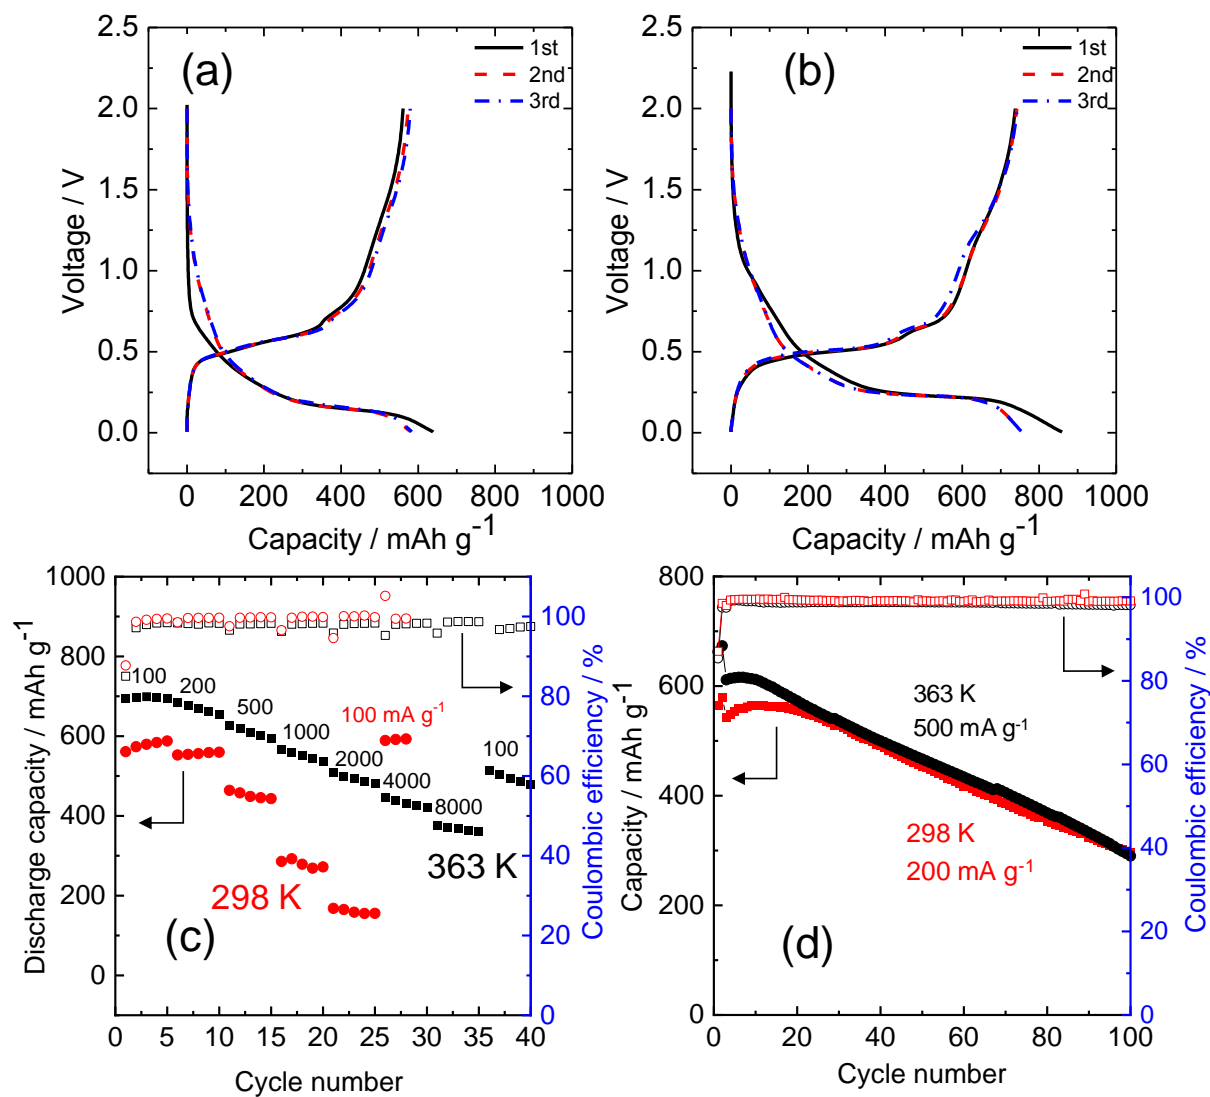 (a)
1st
2nd
3rd
2.5
2.0
1.5
1.0
0.5
0.0
Voltage / V
0 200 400 600 800 1000
Capacity / mAh g-1
(b)
1st
2nd
3rd
2.5
2.0
1.5
1.0
0.5
0.0
Voltage / V
0 200 400 600 800 1000
Capacity / mAh g-1
1000
900
800
700
600
500
400
300
200
100
0
Discharge capacity / mAh g-1
100
200
500
1000
2000
4000
8000
100
100 mA g-1
363 K
298 K
(c)
100
80
60
40
20
0
Coulombic efficiency / %
0 5 10 15 20 25 30 35 40
Cycle number
800
600
400
200
0
Capacity / mAh g-1
363 K
500 mA g-1
298 K
200 mA g-1
(d)
100
80
60
40
20
0
Coulombic efficiency / %
0 20 40 60 80 100
Cycle number